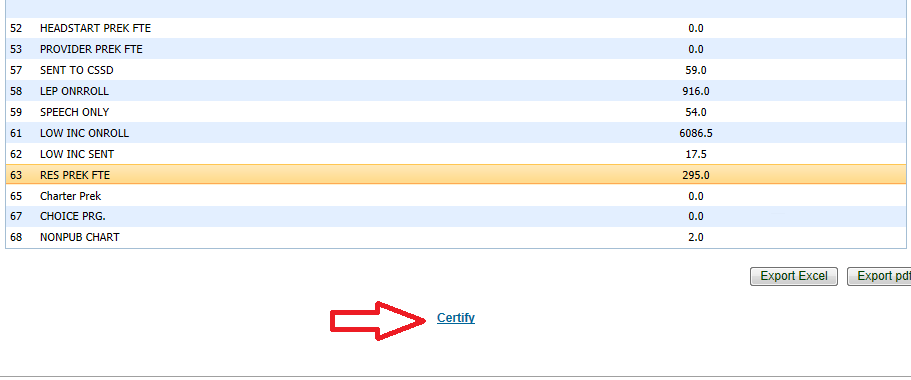 52 HEADSTART PREK FTE 0.0
53 PROVIDER PREK FTE 0.0
57 SENT TO CSSD 59.0
58 LEP ONRROLL 916.0
59 SPEECH ONLY 54.0
61 LOW INC ONROLL 6086.5
62 LOW INC SENT 17.5
63 RES PREK FTE 295.0
65 Charter Prek 0.0
67 CHOICE PRG. 0.0
68 NONPUB CHART 2.0
Export Excel Export pdf
Certify